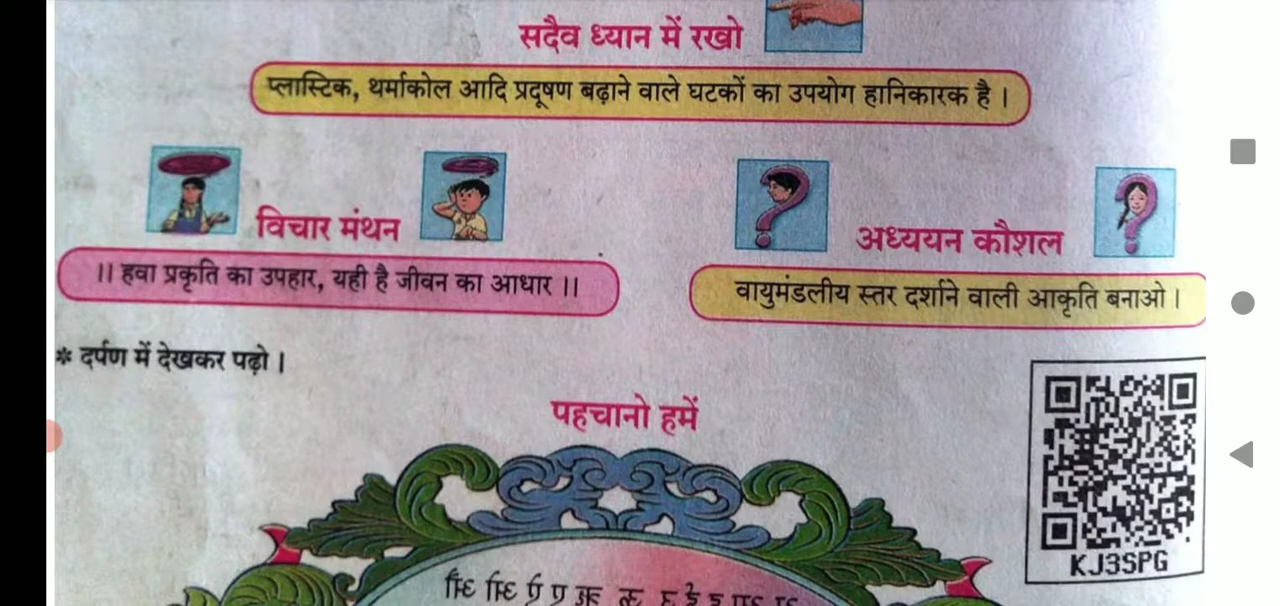 सदैव ध्यान में रखो
प्लास्टिक, थर्माकोल आदि प्रदूषण बढ़ाने वाले घटकों का उपयोग हानिकारक है ।
विचार मंथन
।। हवा प्रकृति का उपहार, यही है जीवन का आधार ।।
अध्ययन कौशल
वायुमंडलीय स्तर दर्शाने वाली आकृति बनाओ ।
* दर्पण में देखकर पढ़ो ।
पहचानो हमें
KJ3SPG